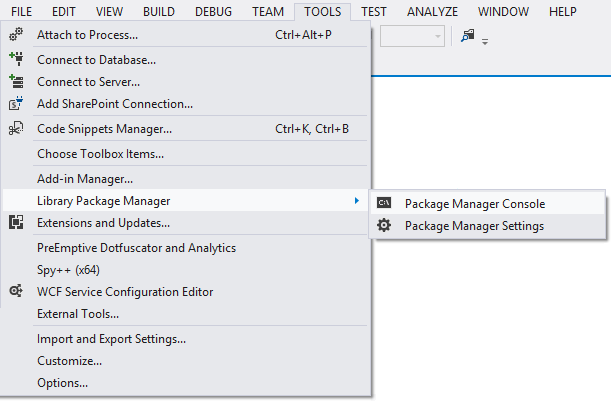 FILE EDIT VIEW BUILD DEBUG TEAM TOOLS TEST ANALYZE WINDOW HELP
Attach to Process... Ctrl+Alt+P
Connect to Database...
Connect to Server...
Add SharePoint Connection...
Code Snippets Manager... Ctrl+K, Ctrl+B
Choose Toolbox Items...
Add-in Manager...
Library Package Manager
C:\ Package Manager Console
Package Manager Settings
Extensions and Updates...
PreEmptive Dotfuscator and Analytics
Spy++ (x64)
WCF Service Configuration Editor
External Tools...
Import and Export Settings...
Customize...
Options...